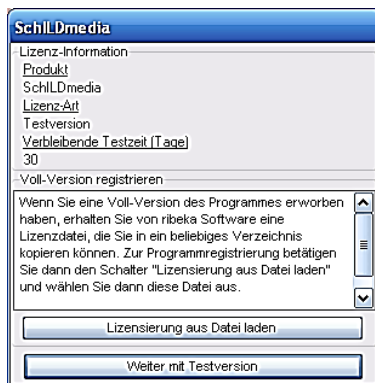 SchILDmedia
Lizenz-Information
Produkt
SchILDmedia
Lizenz-Art
Testversion
Verbleibende Testzeit (Tage)
30
Voll-Version registrieren
Wenn Sie eine Voll-Version des Programmes erworben
haben, erhalten Sie von ribeka Software eine
Lizenzdatei, die Sie in ein beliebiges Verzeichnis
kopieren können. Zur Programmregistrierung betätigen
Sie dann den Schalter "Lizensierung aus Datei laden"
und wählen Sie dann diese Datei aus.
Lizensierung aus Datei laden
Weiter mit Testversion